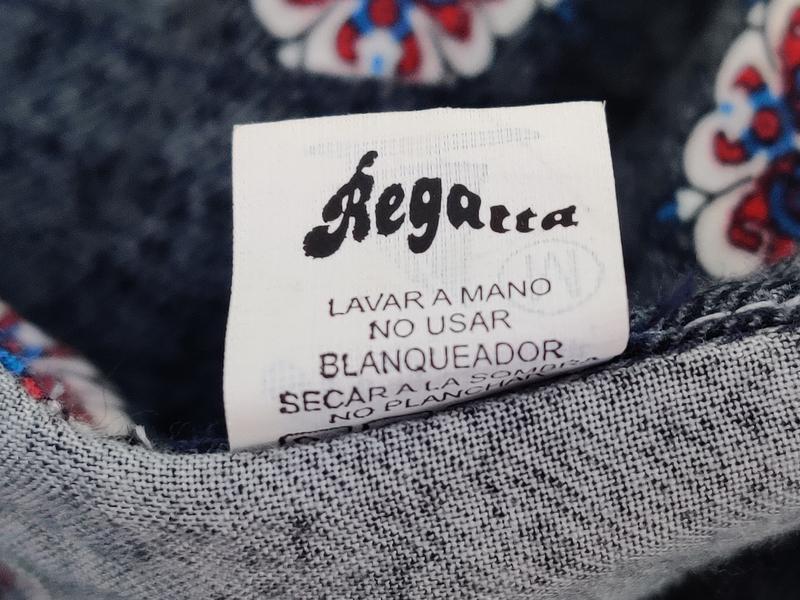 Regatta
LAVAR A MANO
NO USAR
BLANQUEADOR
SECAR A LA SOMBRA
NO PLANCHAR